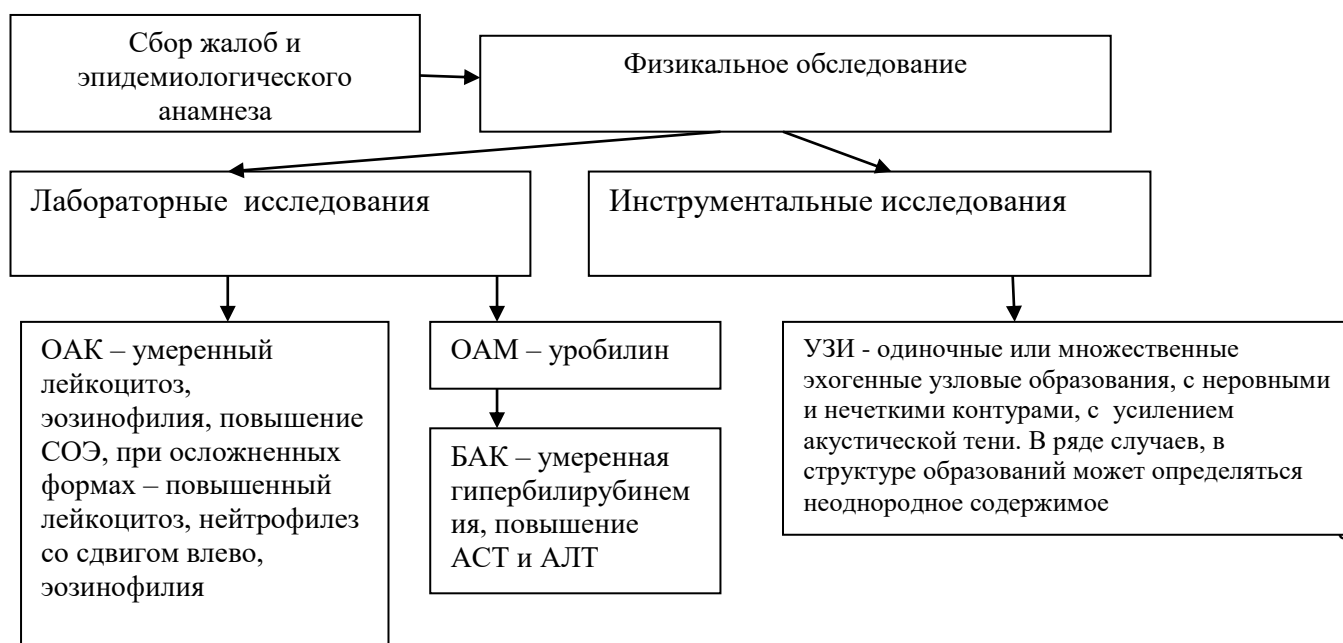 Сбор жалоб и
эпидемиологического
анамнеза
Физикальное обследование
Лабораторные исследования
Инструментальные исследования
ОАК – умеренный
лейкоцитоз,
эозинофилия, повышение
СОЭ, при осложненных
формах – повышенный
лейкоцитоз, нейтрофилез
со сдвигом влево,
эозинофилия
ОАМ – уробилин
БАК – умеренная
гипербилирубинем
ия, повышение
АСТ и АЛТ
УЗИ - одиночные или множественные
эхогенные узловые образования, с неровными
и нечеткими контурами, с усилением
акустической тени. В ряде случаев, в
структуре образований может определяться
неоднородное содержимое